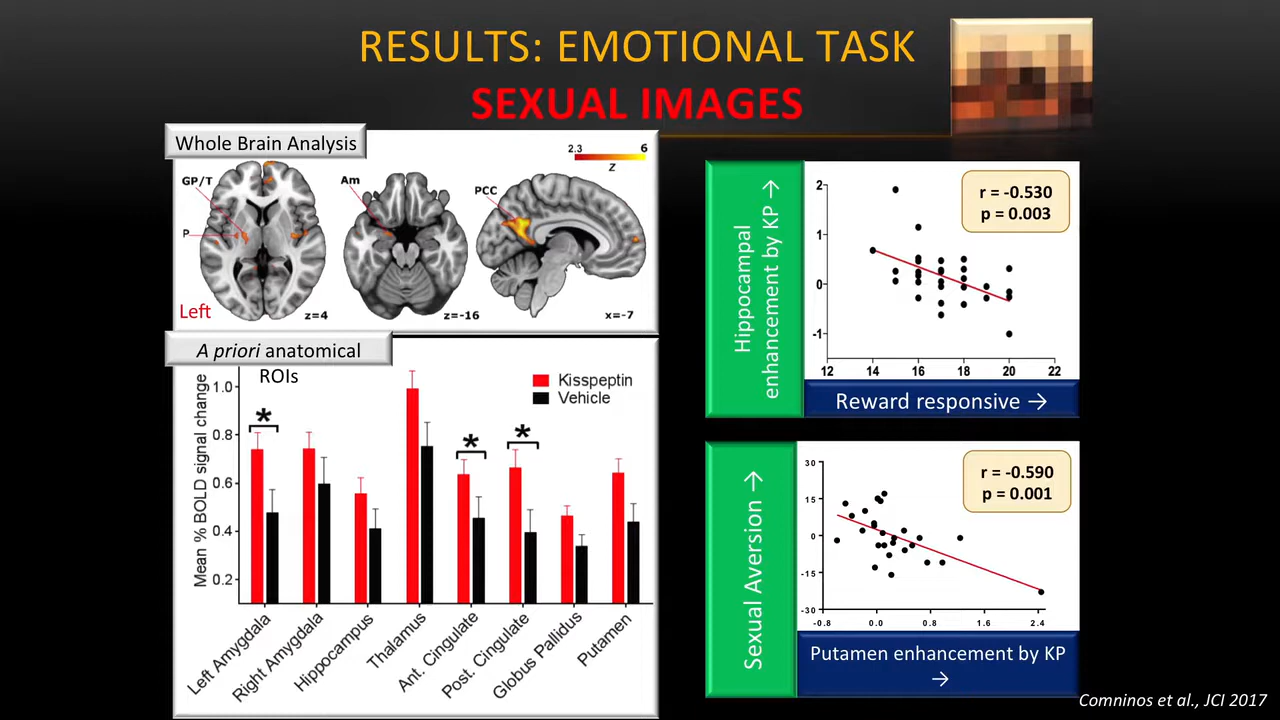 RESULTS: EMOTIONAL TASK
SEXUAL IMAGES
Whole Brain Analysis
2.3 6
Z
GP/T
P
Am
PCC
Left
z=4
z=-16
x=-7
A priori anatomical
ROIs
Mean % BOLD signal change
1.0
0.8
0.6
0.4
0.2
Kisspeptin
Vehicle
*
*
*
Left Amygdala
Right Amygdala
Hippocampus
Thalamus
Ant. Cingulate
Post. Cingulate
Globus Pallidus
Putamen
Hippocampal
enhancement by KP →
2
1
0
-1
12 14 16 18 20 22
r = -0.530
p = 0.003
Reward responsive →
Sexual Aversion →
30
15
0
-15
-30
-0.8 0.0 0.8 1.6 2.4
r = -0.590
p = 0.001
Putamen enhancement by KP
→
Comninos et al., JCI 2017